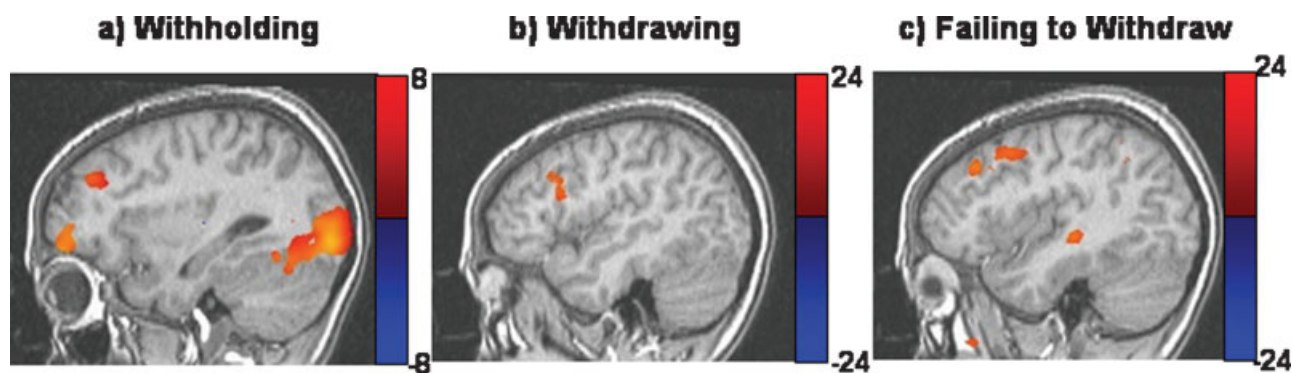 a) Withholding
b) Withdrawing
c) Failing to Withdraw
8
-8
24
-24
24
-24